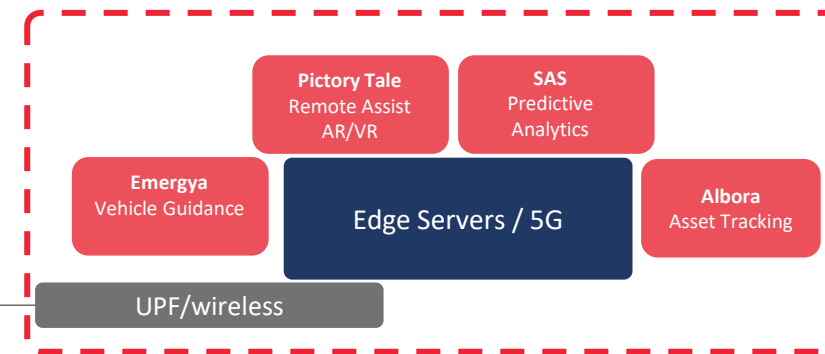 Pictory Tale
Remote Assist
AR/VR
SAS
Predictive
Analytics
Emergya
Vehicle Guidance
Edge Servers / 5G
Albora
Asset Tracking
UPF/wireless